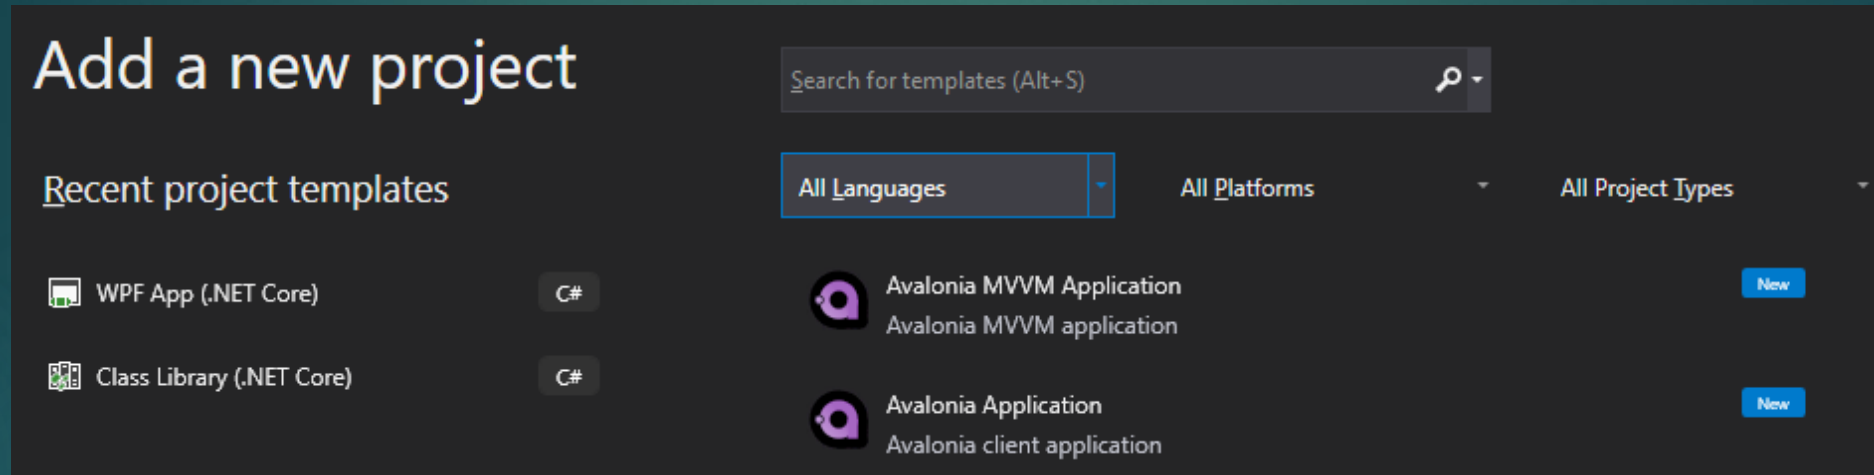 Add a new project
Search for templates (Alt+S)
Recent project templates
All Languages
All Platforms
All Project Types
WPF App (.NET Core)
C#
Class Library (.NET Core)
C#
Avalonia MVVM Application
New
Avalonia MVVM application
Avalonia Application
New
Avalonia client application